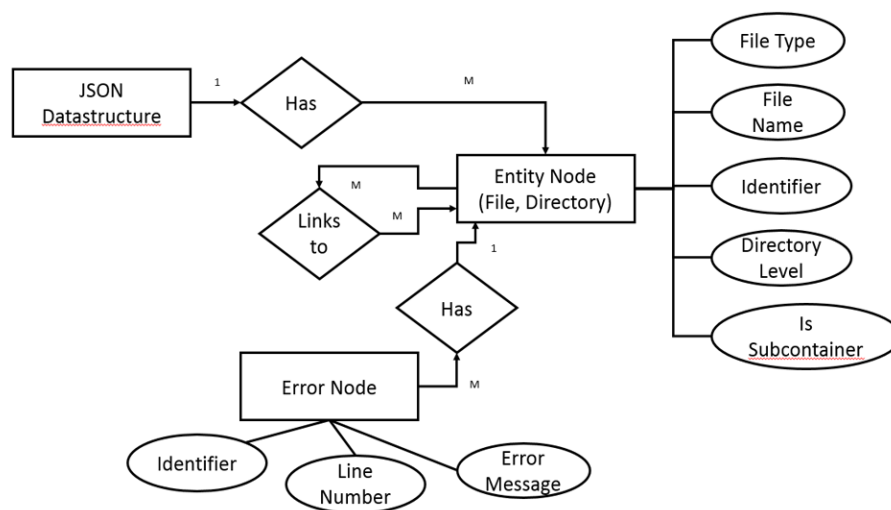 File Type
JSON
Datastructure
1
Has
M
File
Name
Entity Node
(File, Directory)
Identifier
M
M
Links
to
Directory
Level
1
Has
Is
Subcontainer
Error Node
M
Identifier
Line
Number
Error
Message